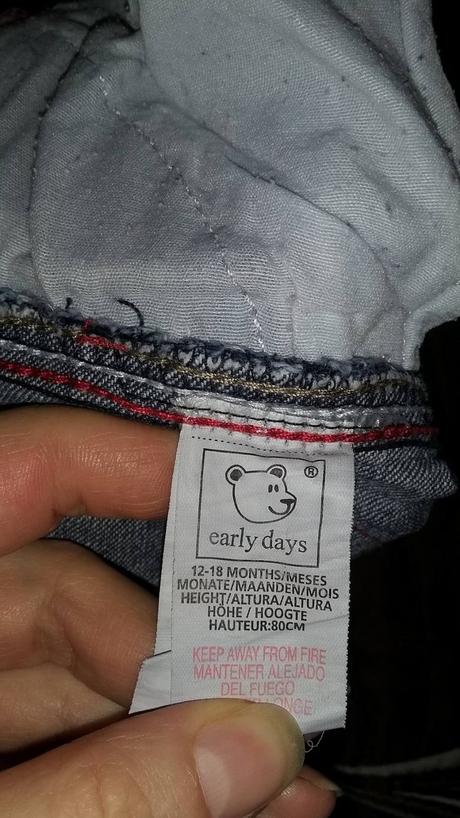 ®
early days
12-18 MONTHS/MESES
MONATE/MAANDEN/MOIS
HEIGHT/ALTURA/ALTURA
HÖHE / HOOGTE
HAUTEUR:80CM
KEEP AWAY FROM FIRE
MANTENER ALEJADO
DEL FUEGO